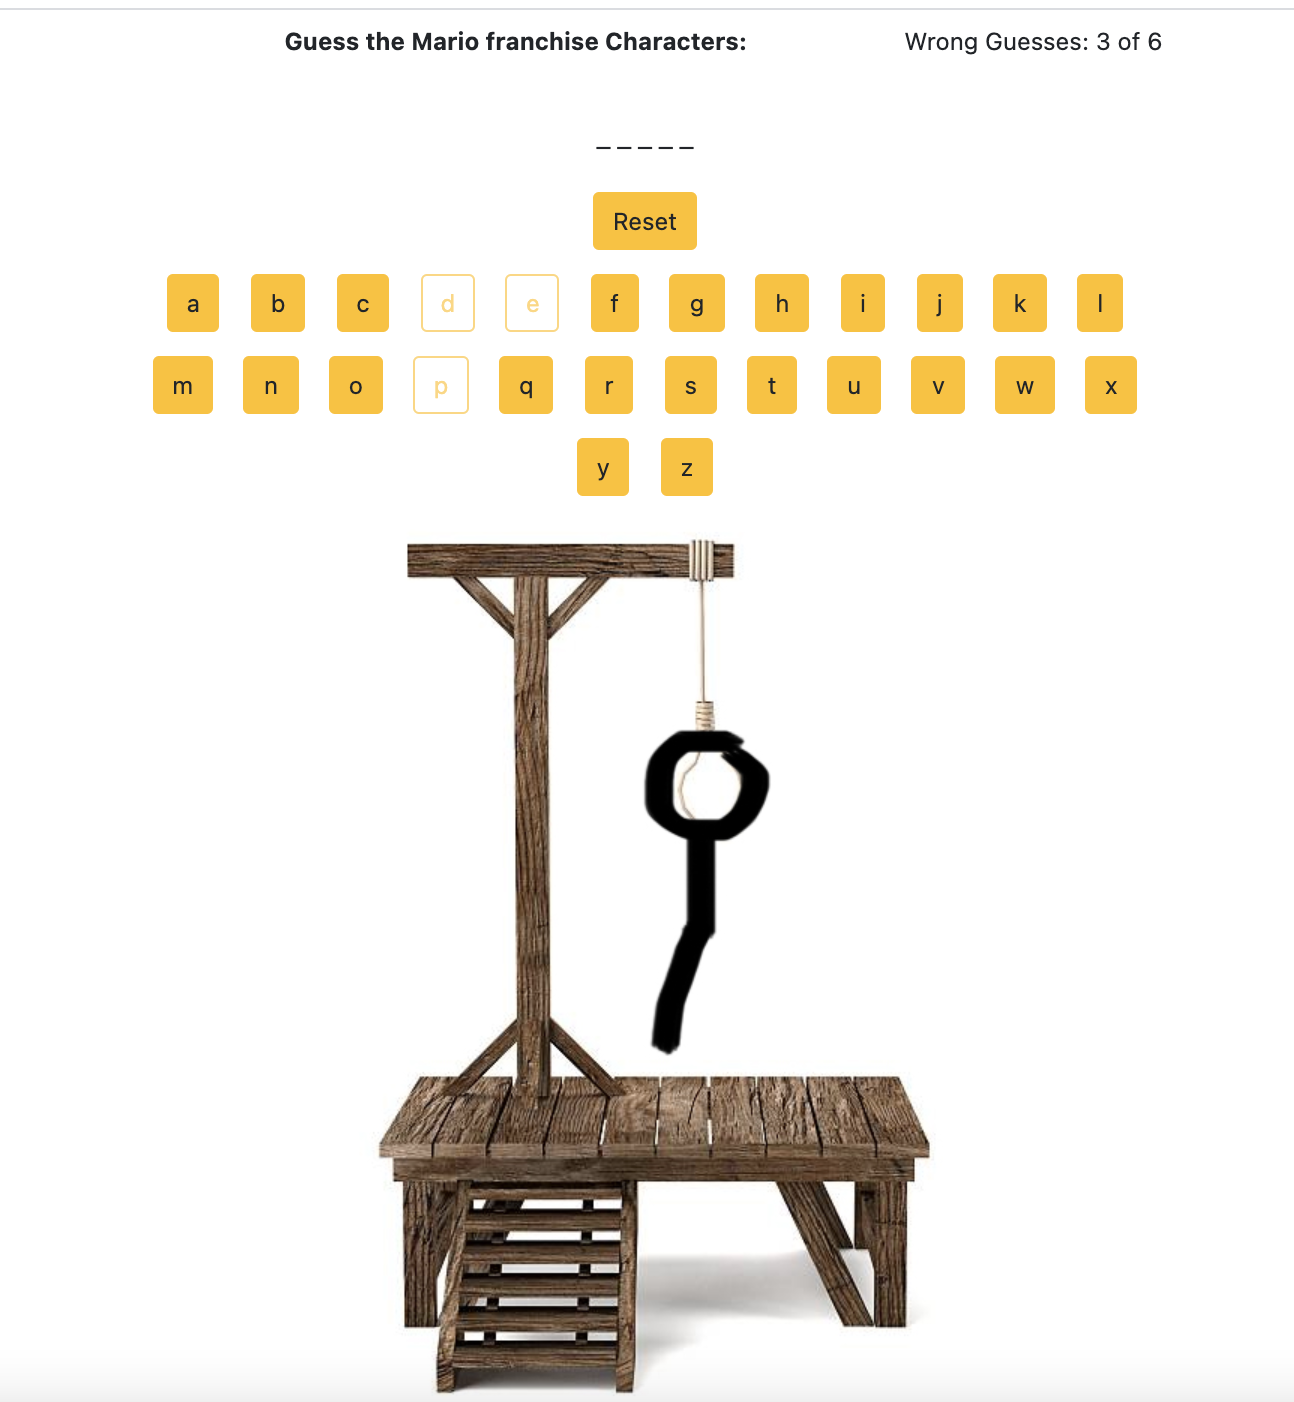 Guess the Mario franchise Characters: Wrong Guesses: 3 of 6
_ _ _ _ _
Reset
a b c d e f g h i j k l
m n o p q r s t u v w x
y z